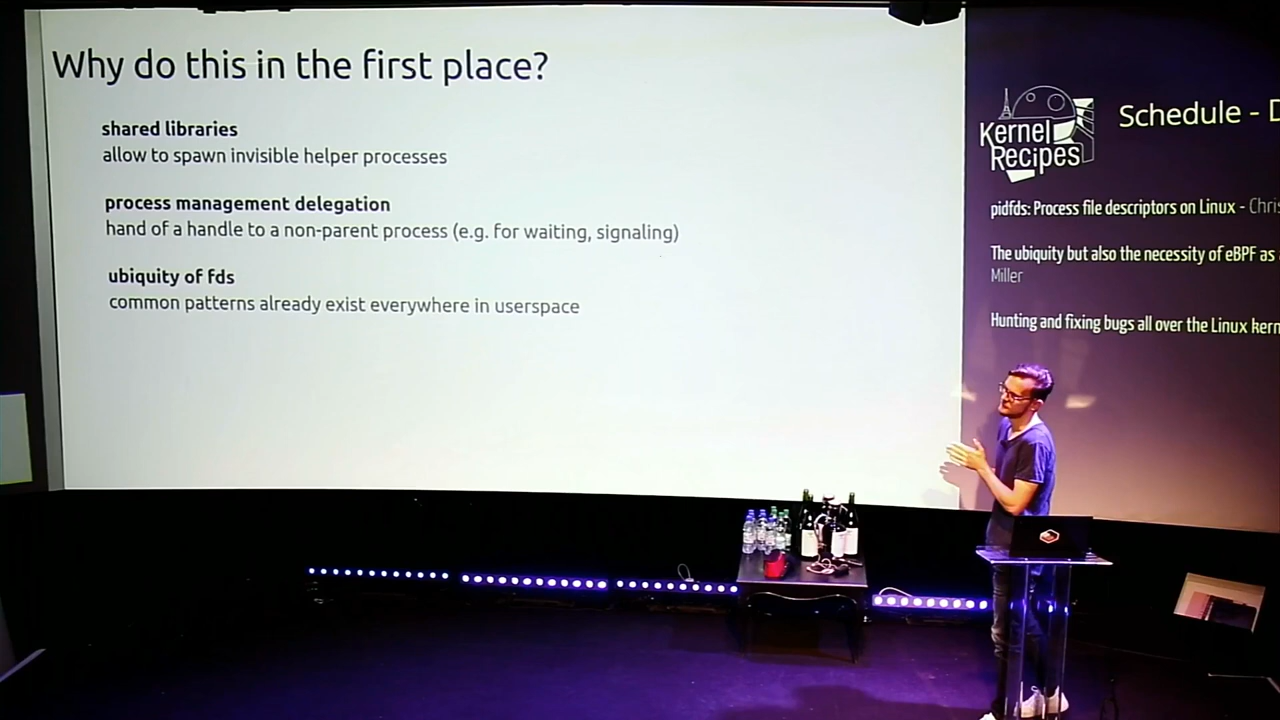 Why do this in the first place?
shared libraries
allow to spawn invisible helper processes
process management delegation
hand of a handle to a non-parent process (e.g. for waiting, signaling)
ubiquity of fds
common patterns already exist everywhere in userspace
Kernel
Recipes
Schedule -
pidfds: Process file descriptors on Linux -
The ubiquity but also the necessity of eBPF as
Miller
Hunting and fixing bugs all over the Linux